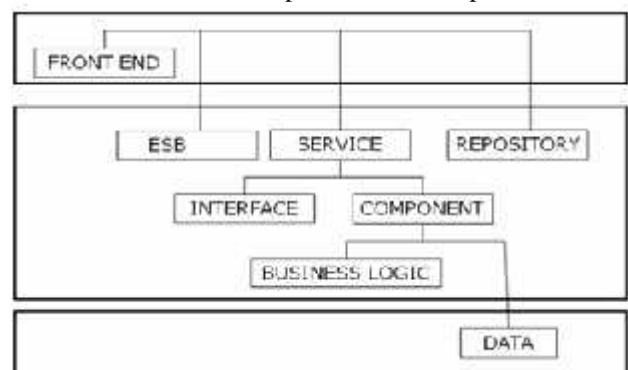 FRONT END
ESB
SERVICE
REPOSITORY
INTERFACE
COMPONENT
BUSINESS LOGIC
DATA